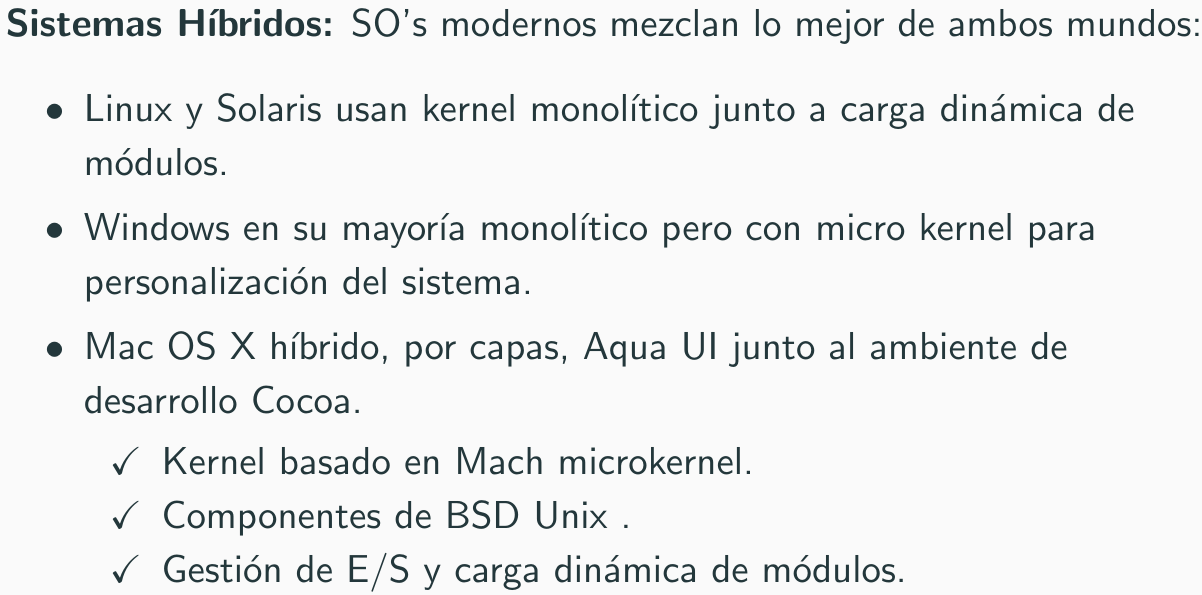 Sistemas Híbridos: SO's modernos mezclan lo mejor de ambos mundos:
• Linux y Solaris usan kernel monolítico junto a carga dinámica de
módulos.
• Windows en su mayoría monolítico pero con micro kernel para
personalización del sistema.
• Mac OS X híbrido, por capas, Aqua UI junto al ambiente de
desarrollo Cocoa.
✓ Kernel basado en Mach microkernel.
✓ Componentes de BSD Unix .
✓ Gestión de E/S y carga dinámica de módulos.